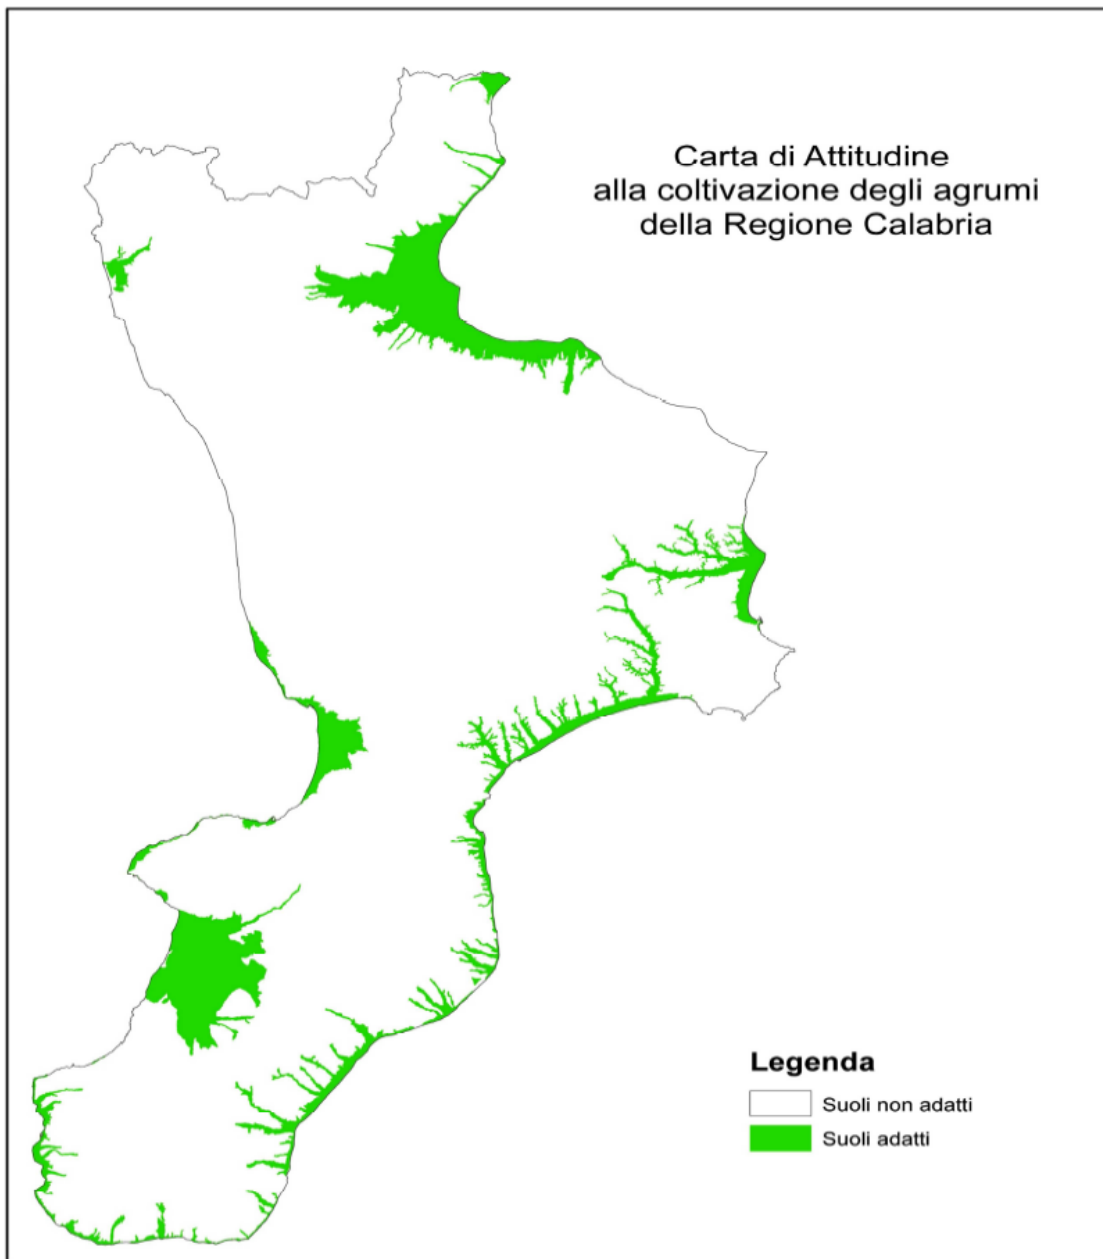 Carta di Attitudine
alla coltivazione degli agrumi
della Regione Calabria
Legenda
Suoli non adatti
Suoli adatti